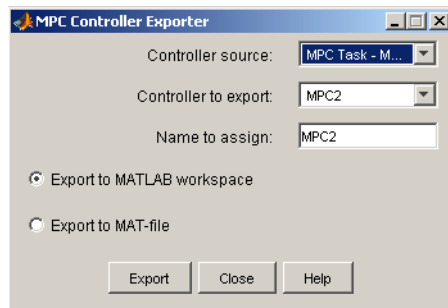 MPC Controller Exporter
Controller source: MPC Task - M...
Controller to export: MPC2
Name to assign: MPC2
Export to MATLAB workspace
Export to MAT-file
Export Close Help